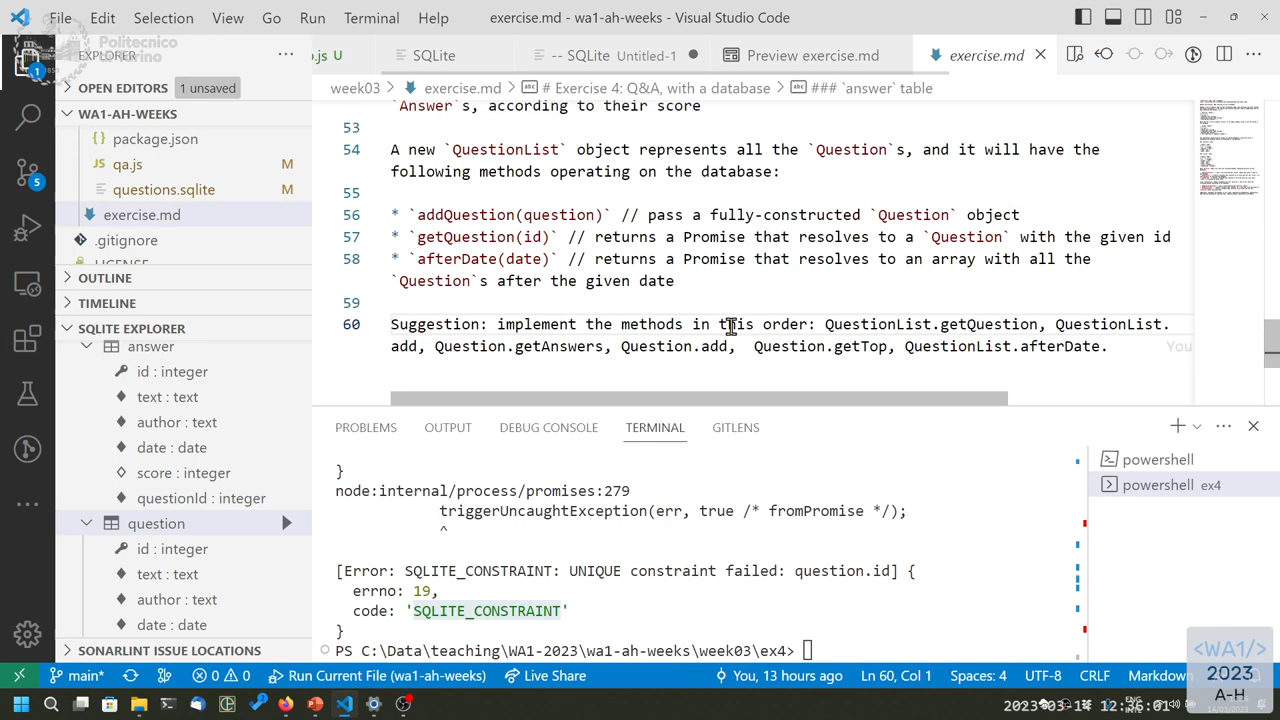 File Edit Selection View Go Run Terminal Help exercise.md - wa1-ah-weeks - Visual Studio Code
Politecnico
EXPLORER
.js U SQLite -- SQLite Untitled-1 Preview exercise.md exercise.md
OPEN EDITORS 1 unsaved
week03 > exercise.md > # Exercise 4: Q&A, with a database > ### `answer` table
WA1-AH-WEEKS
package.json
qa.js M
questions.sqlite M
exercise.md
.gitignore
LICENSE
OUTLINE
TIMELINE
SQLITE EXPLORER
answer
id : integer
text : text
author : text
date : date
score : integer
questionId : integer
question
id : integer
text : text
author : text
date : date
SONARLINT ISSUE LOCATIONS
1
5
`Answer`s, according to their score
53
54 A new `QuestionList` object represents all the `Question`s, and it will have the
following methods operating on the database:
55
56 * `addQuestion(question)` // pass a fully-constructed `Question` object
57 * `getQuestion(id)` // returns a Promise that resolves to a `Question` with the given id
58 * `afterDate(date)` // returns a Promise that resolves to an array with all the
`Question`s after the given date
59
60 Suggestion: implement the methods in this order: QuestionList.getQuestion, QuestionList.
add, Question.getAnswers, Question.add, Question.getTop, QuestionList.afterDate. You
PROBLEMS OUTPUT DEBUG CONSOLE TERMINAL GITLENS
}
node:internal/process/promises:279
triggerUncaughtException(err, true /* fromPromise */);
^
[Error: SQLITE_CONSTRAINT: UNIQUE constraint failed: question.id] {
errno: 19,
code: 'SQLITE_CONSTRAINT'
}
PS C:\Data\teaching\WA1-2023\wa1-ah-weeks\week03\ex4>
powershell
powershell ex4
main* 0 0 Run Current File (wa1-ah-weeks) Live Share You, 13 hours ago Ln 60, Col 1 Spaces: 4 UTF-8 CRLF Markdown
<WA1/>
2023
A-H